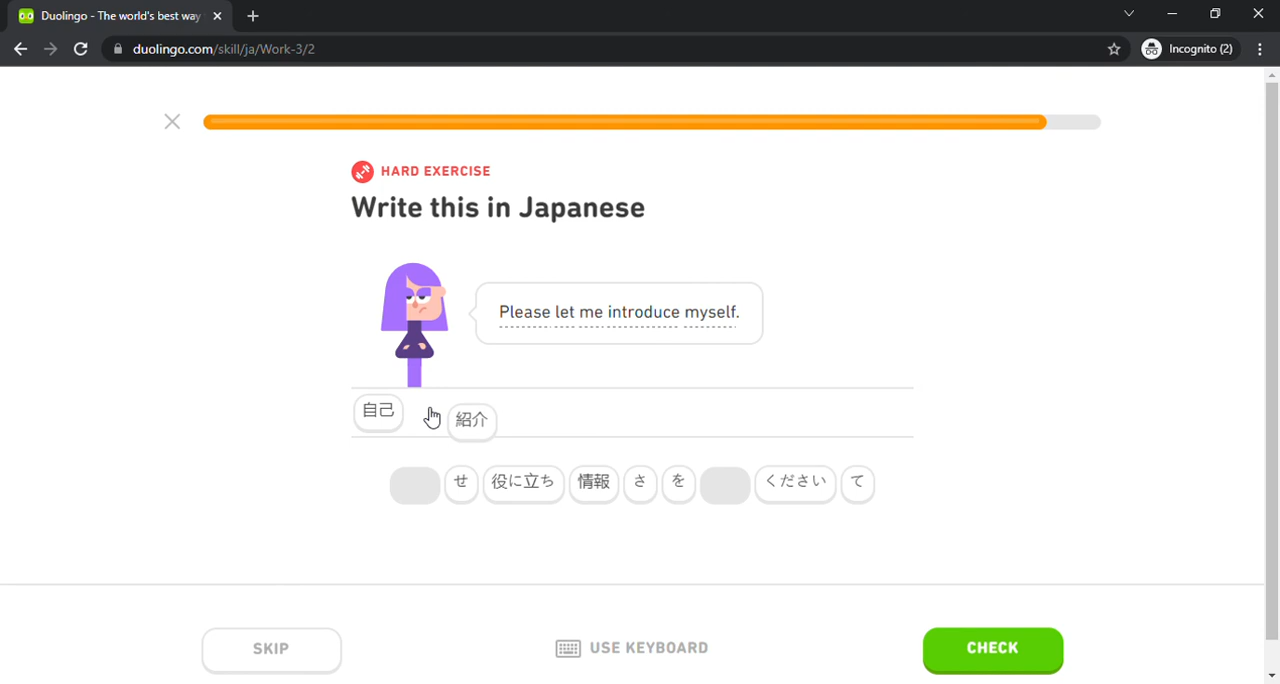 Duolingo - The world's best way
duolingo.com/skill/ja/Work-3/2
Incognito (2)
HARD EXERCISE
Write this in Japanese
Please let me introduce myself.
自己 紹介
せ 役に立ち 情報 さ を ください て
SKIP
USE KEYBOARD
CHECK